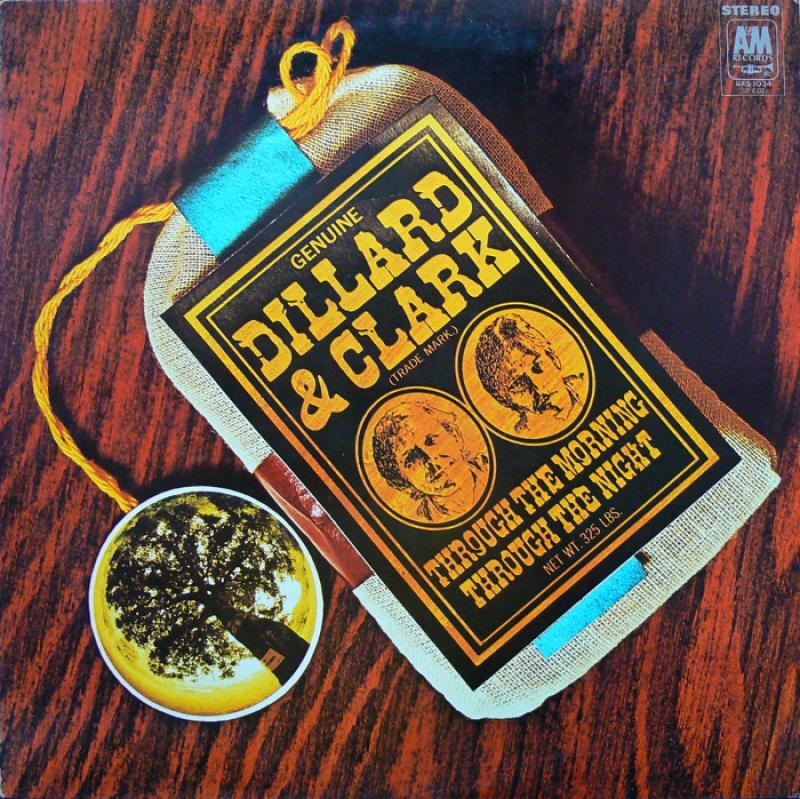 STEREO
A&M
RECORDS
GENUINE
DILLARD
& CLARK
(TRADE MARK.)
THROUGH THE MORNING
THROUGH THE NIGHT
NET WT. 325 LBS.